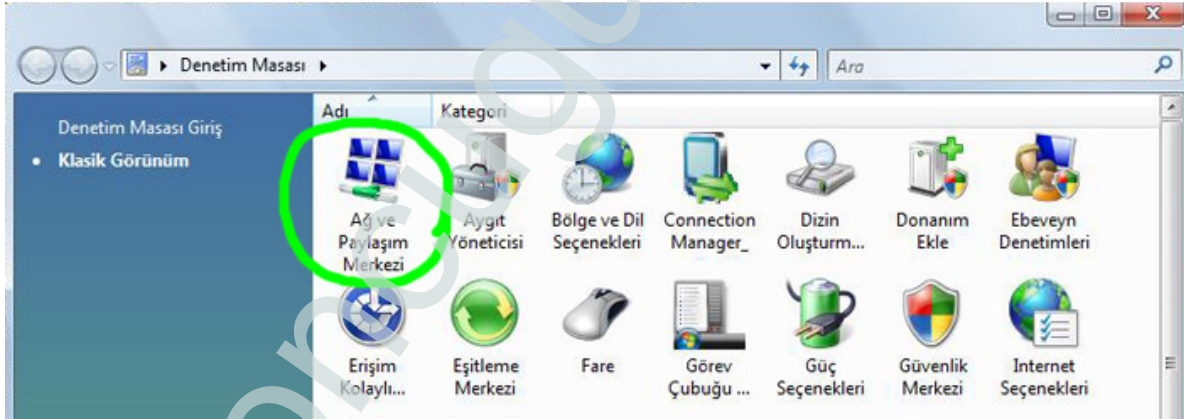 Denetim Masası
Ara
Denetim Masası Giriş
Klasik Görünüm
Adı Kategori
Ağ ve Paylaşım Merkezi
Aygıt Yöneticisi
Bölge ve Dil Seçenekleri
Connection Manager_
Dizin Oluşturm...
Donanım Ekle
Ebeveyn Denetimleri
Erişim Kolaylı...
Eşitleme Merkezi
Fare
Görev Çubuğu ...
Güç Seçenekleri
Güvenlik Merkezi
Internet Seçenekleri